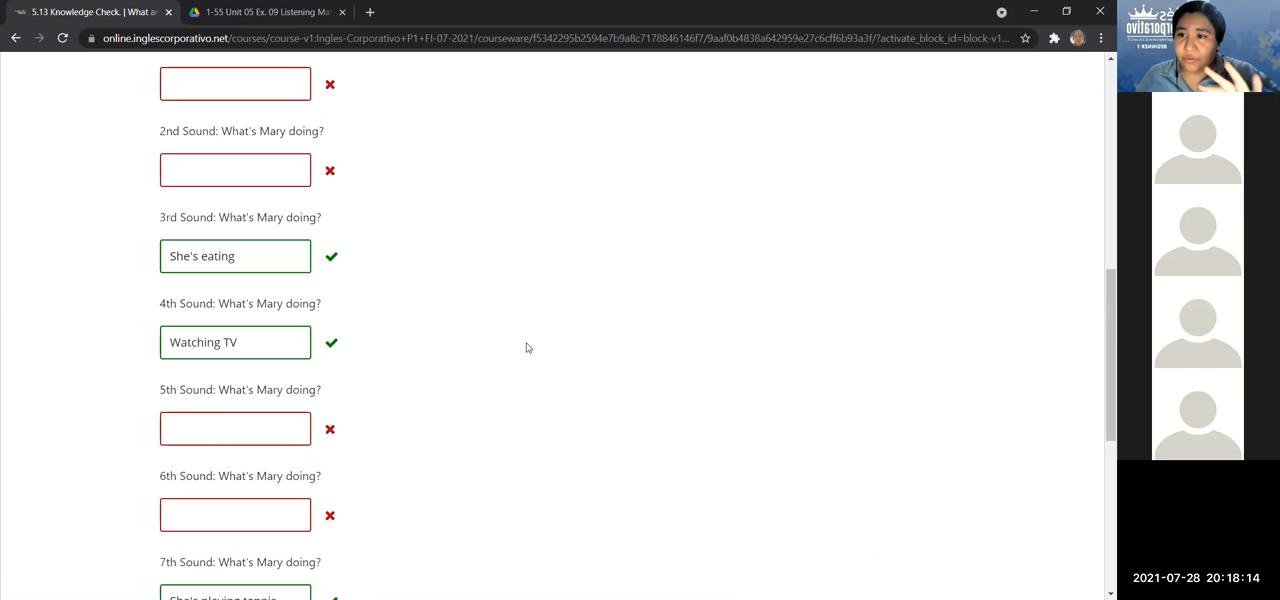 5.13 Knowledge Check. | What ar
1-55 Unit 05 Ex. 09 Listening Ma
online.inglescorporativo.net/courses/course-v1:Ingles-Corporativo+P1+FI-07-2021/courseware/f5342295b2594e7b9a8c7178846146f7/9aaf0b4838a642959e27c6cff6b93a3f/?activate_block_id=block-v1...
2nd Sound: What's Mary doing?
3rd Sound: What's Mary doing?
She's eating
4th Sound: What's Mary doing?
Watching TV
5th Sound: What's Mary doing?
6th Sound: What's Mary doing?
7th Sound: What's Mary doing?
She's playing tennis
2021-07-28 20:18:14